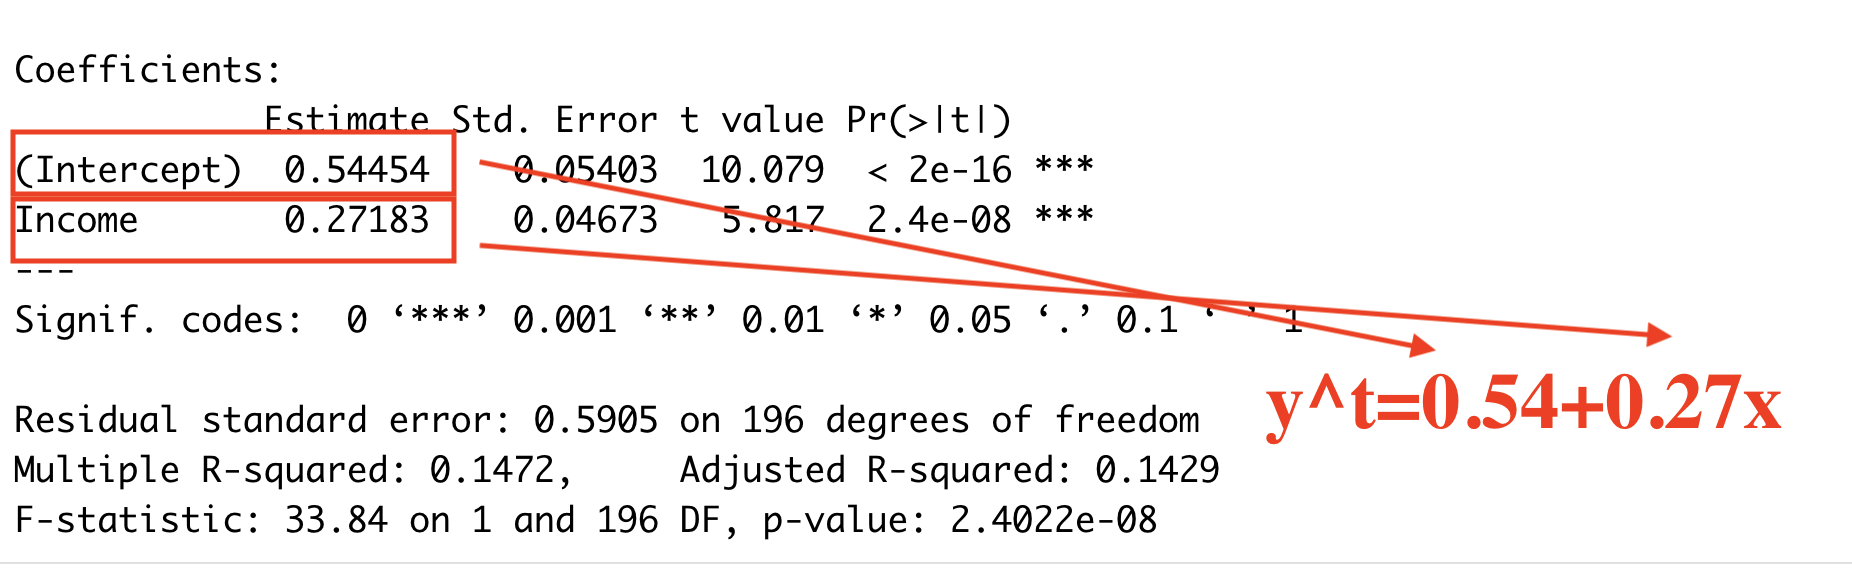 Coefficients:
Estimate Std. Error t value Pr(>|t|)
(Intercept) 0.54454 0.05403 10.079 < 2e-16 ***
Income 0.27183 0.04673 5.817 2.4e-08 ***
---
Signif. codes: 0 ‘***’ 0.001 ‘**’ 0.01 ‘*’ 0.05 ‘.’ 0.1 ‘ ’ 1
y^t=0.54+0.27x
Residual standard error: 0.5905 on 196 degrees of freedom
Multiple R-squared: 0.1472, Adjusted R-squared: 0.1429
F-statistic: 33.84 on 1 and 196 DF, p-value: 2.4022e-08